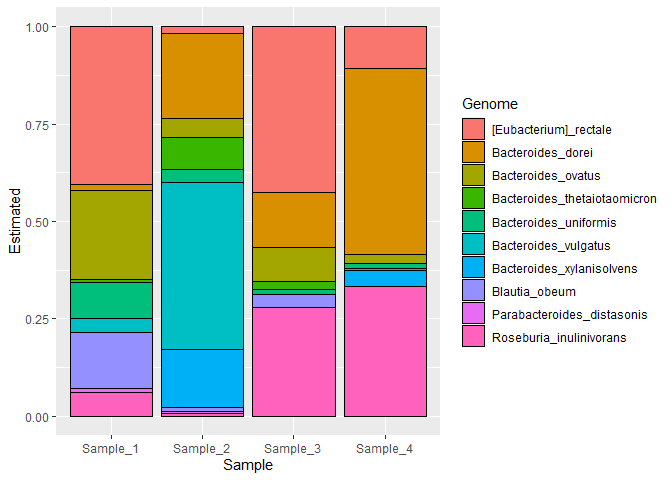 1.00
0.75
0.50
0.25
0.00
Estimated
Sample_1
Sample_2
Sample_3
Sample_4
Sample
Genome
[Eubacterium]_rectale
Bacteroides_dorei
Bacteroides_ovatus
Bacteroides_thetaiotaomicron
Bacteroides_uniformis
Bacteroides_vulgatus
Bacteroides_xylanisolvens
Blautia_obeum
Parabacteroides_distasonis
Roseburia_inulinivorans